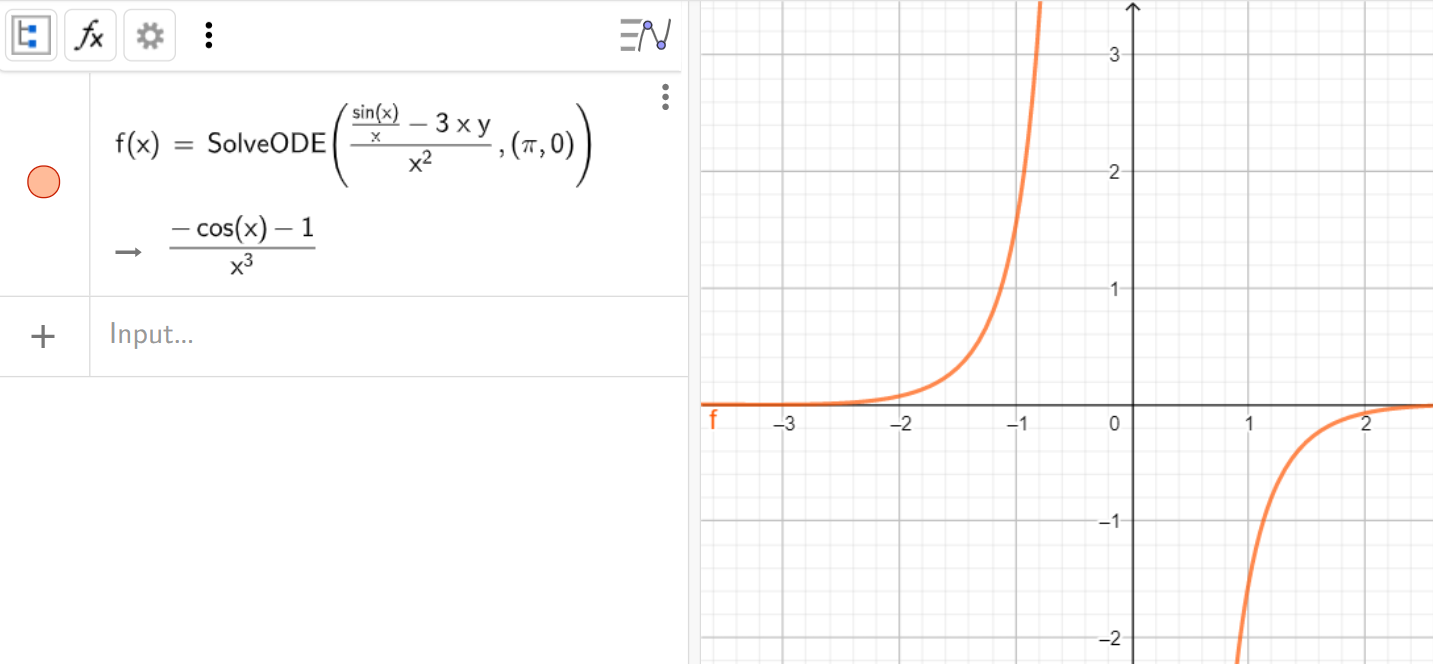 fx
f(x) = SolveODE( (sin(x)/x − 3 x y)/x² , (π, 0) )
→ (− cos(x) − 1)/x³
+ Input...
3
2
1
f −3 −2 −1 0 1 2
−1
−2